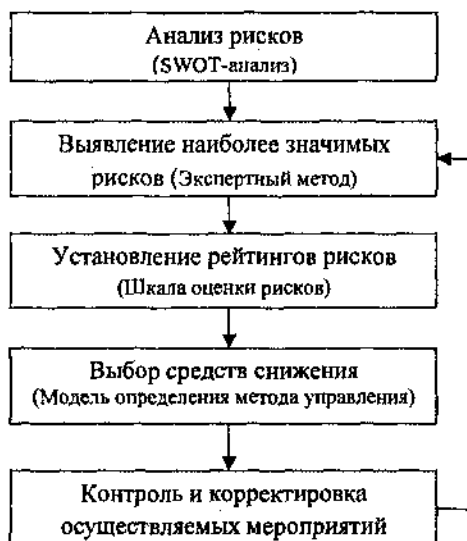 Анализ рисков
(SWOT-анализ)
Выявление наиболее значимых
рисков (Экспертный метод)
Установление рейтингов рисков
(Шкала оценки рисков)
Выбор средств снижения
(Модель определения метода управления)
Контроль и корректировка
осуществляемых мероприятий